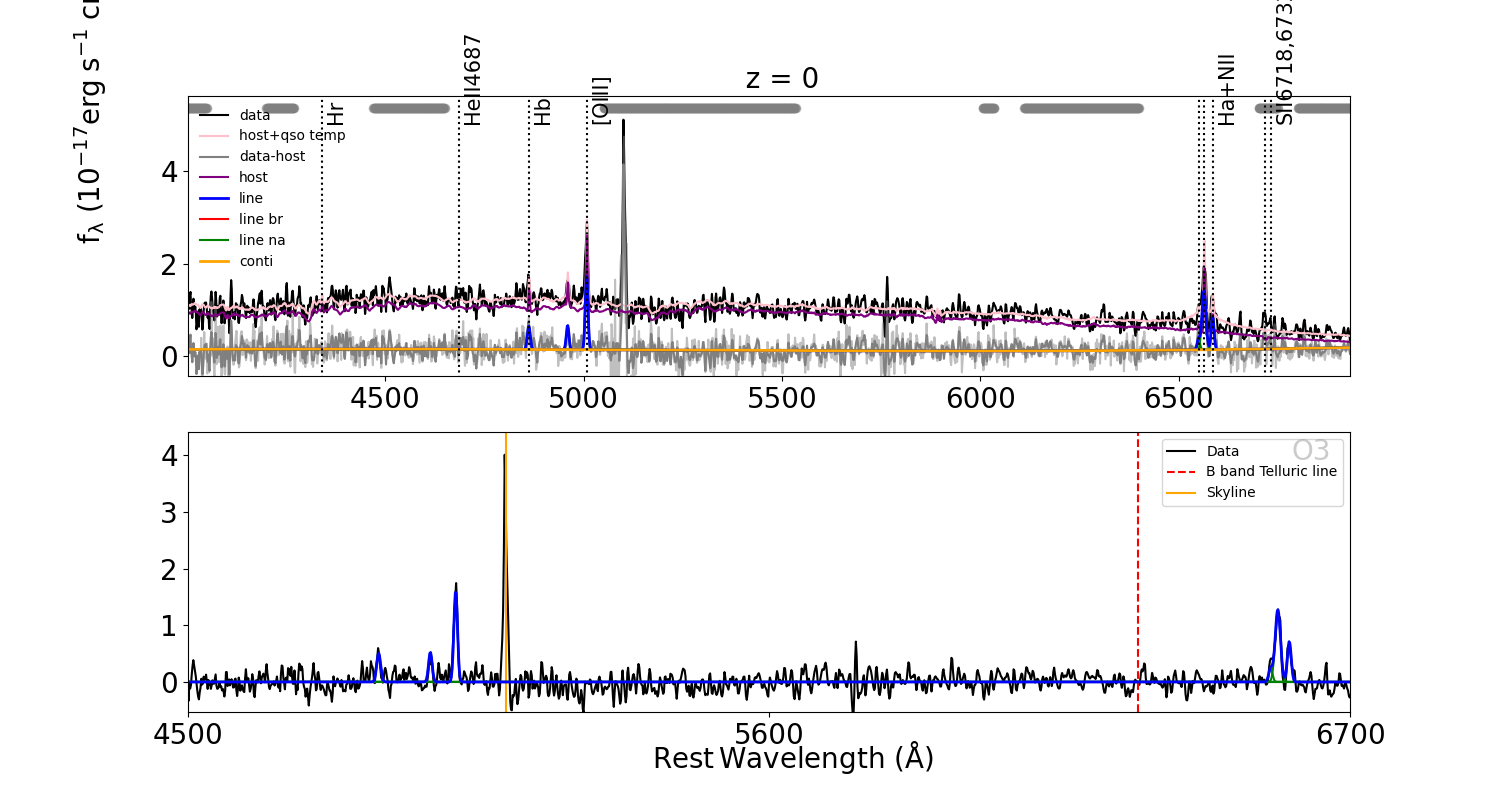 z = 0
f_λ (10^{-17} erg s^{-1}
Hr
HeII4687
Hb
[OIII]
Ha+NII
SII6718,673
data
host+qso temp
data-host
host
line
line br
line na
conti
4
2
0
4500
5000
5500
6000
6500
O3
Data
B band Telluric line
Skyline
4
3
2
1
0
4500
5600
6700
Rest Wavelength (Å)